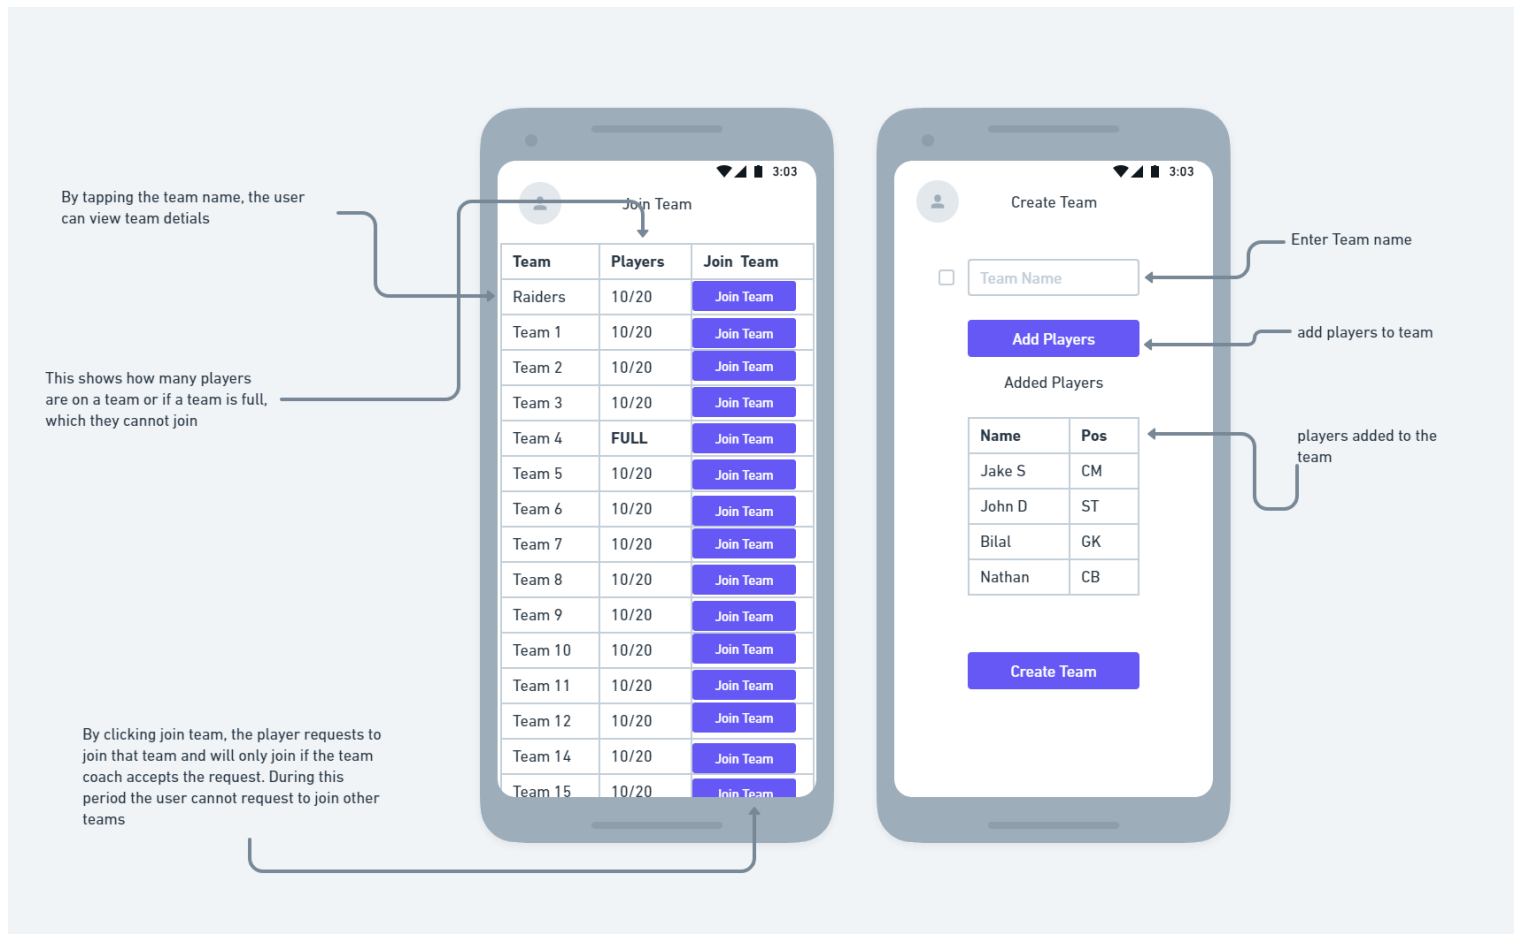 By tapping the team name, the user
can view team detials
This shows how many players
are on a team or if a team is full,
which they cannot join
By clicking join team, the player requests to
join that team and will only join if the team
coach accepts the request. During this
period the user cannot request to join other
teams
3:03
Join Team
Team Players Join Team
Raiders 10/20 Join Team
Team 1 10/20 Join Team
Team 2 10/20 Join Team
Team 3 10/20 Join Team
Team 4 FULL Join Team
Team 5 10/20 Join Team
Team 6 10/20 Join Team
Team 7 10/20 Join Team
Team 8 10/20 Join Team
Team 9 10/20 Join Team
Team 10 10/20 Join Team
Team 11 10/20 Join Team
Team 12 10/20 Join Team
Team 14 10/20 Join Team
Team 15 10/20 Join Team
3:03
Create Team
Team Name
Add Players
Added Players
Name Pos
Jake S CM
John D ST
Bilal GK
Nathan CB
Create Team
Enter Team name
add players to team
players added to the
team